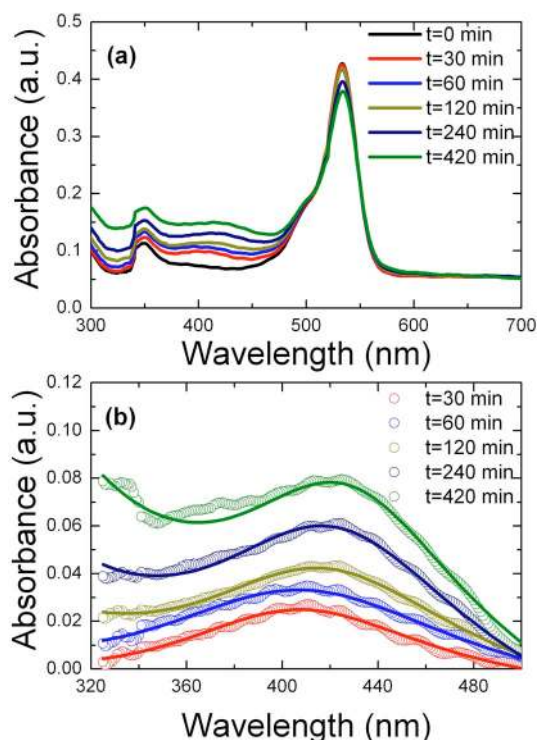 (a)
t=0 min
t=30 min
t=60 min
t=120 min
t=240 min
t=420 min
Absorbance (a.u.)
0.5
0.4
0.3
0.2
0.1
0.0
300 400 500 600 700
Wavelength (nm)
(b)
t=30 min
t=60 min
t=120 min
t=240 min
t=420 min
Absorbance (a.u.)
0.12
0.10
0.08
0.06
0.04
0.02
0.00
320 360 400 440 480
Wavelength (nm)